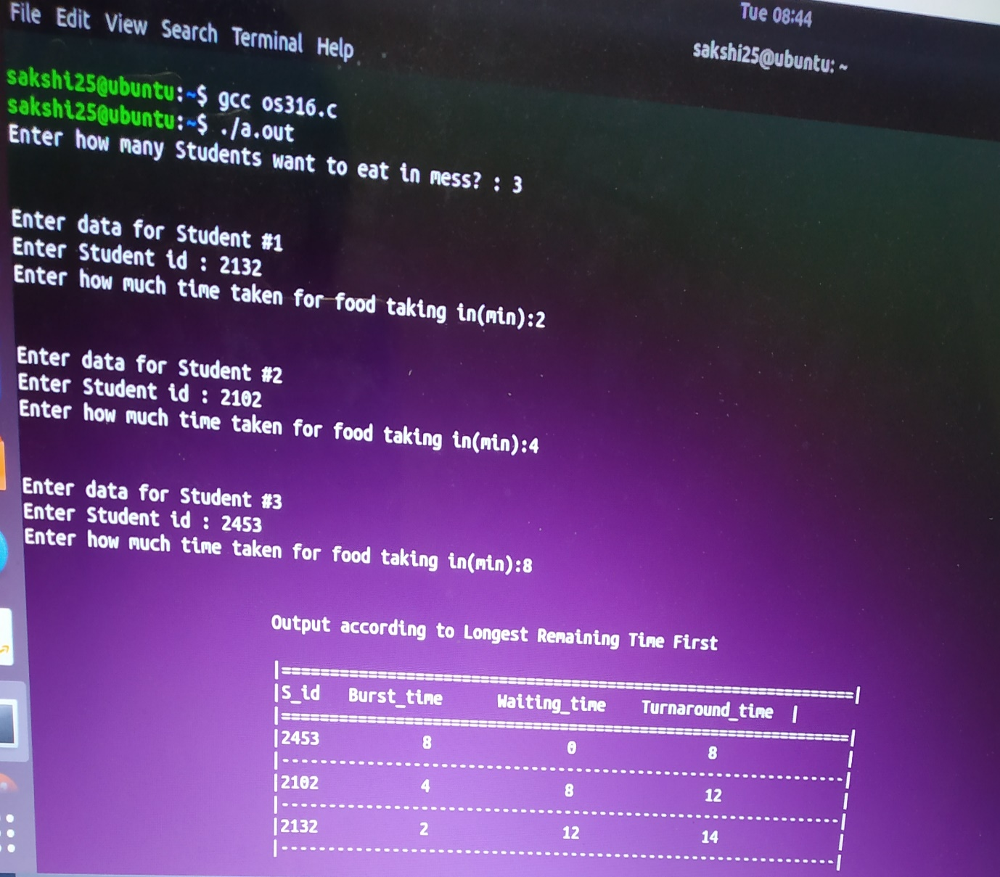 Tue 08:44
File Edit View Search Terminal Help
sakshi25@ubuntu: ~
sakshi25@ubuntu:~$ gcc os316.c
sakshi25@ubuntu:~$ ./a.out
Enter how many Students want to eat in mess? : 3
Enter data for Student #1
Enter Student id : 2132
Enter how much time taken for food taking in(min):2
Enter data for Student #2
Enter Student id : 2102
Enter how much time taken for food taking in(min):4
Enter data for Student #3
Enter Student id : 2453
Enter how much time taken for food taking in(min):8
Output according to Longest Remaining Time First
|S_id Burst_time Waiting_time Turnaround_time |
|2453 8 0 8 |
|2102 4 8 12 |
|2132 2 12 14 |